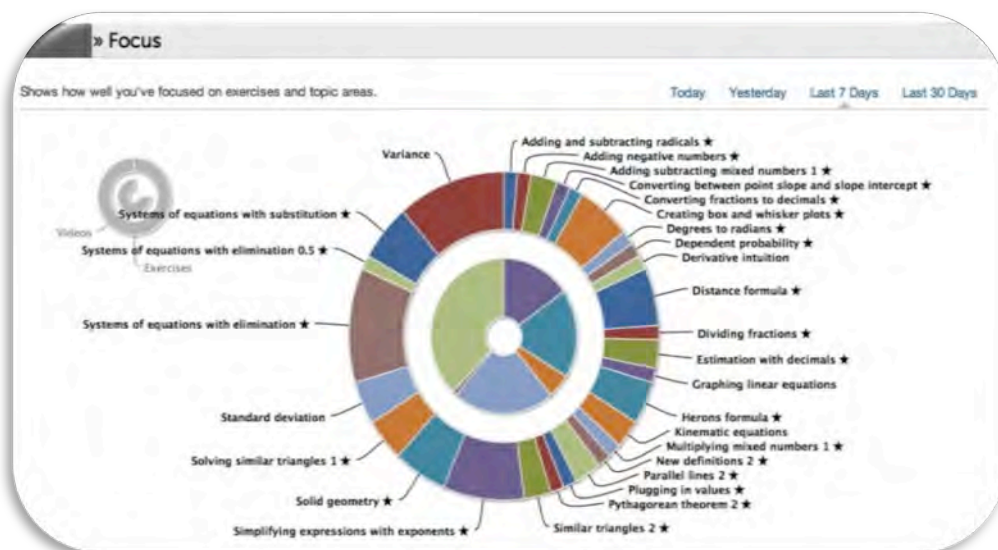 » Focus
Shows how well you've focused on exercises and topic areas.
Today Yesterday Last 7 Days Last 30 Days
Videos
Exercises
Adding and subtracting radicals ★
Adding negative numbers ★
Adding subtracting mixed numbers 1 ★
Converting between point slope and slope intercept ★
Converting fractions to decimals ★
Creating box and whisker plots ★
Degrees to radians ★
Dependent probability ★
Derivative intuition
Distance formula ★
Dividing fractions ★
Estimation with decimals ★
Graphing linear equations
Herons formula ★
Kinematic equations
Multiplying mixed numbers 1 ★
New definitions 2 ★
Parallel lines 2 ★
Plugging in values ★
Pythagorean theorem 2 ★
Similar triangles 2 ★
Simplifying expressions with exponents ★
Solid geometry ★
Solving similar triangles 1 ★
Standard deviation
Systems of equations with elimination ★
Systems of equations with elimination 0.5 ★
Systems of equations with substitution ★
Variance